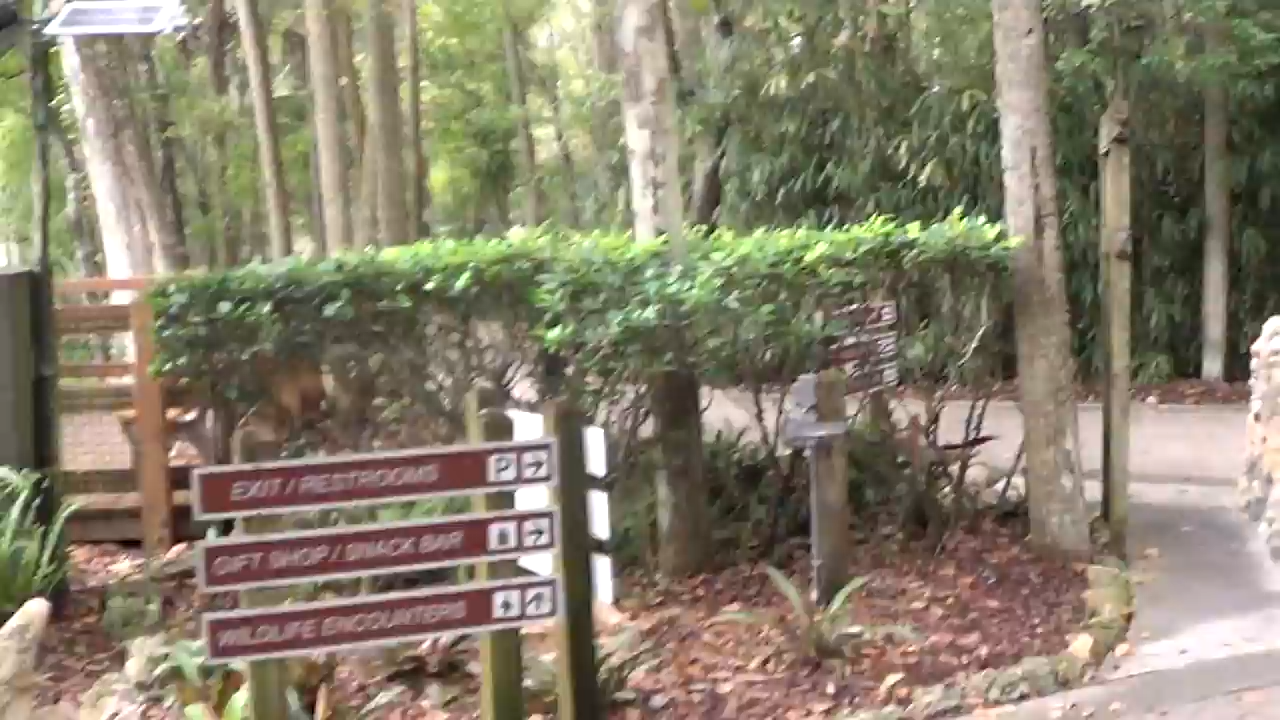 EXIT / RESTROOMS P
GIFT SHOP / SNACK BAR
WILDLIFE ENCOUNTERS